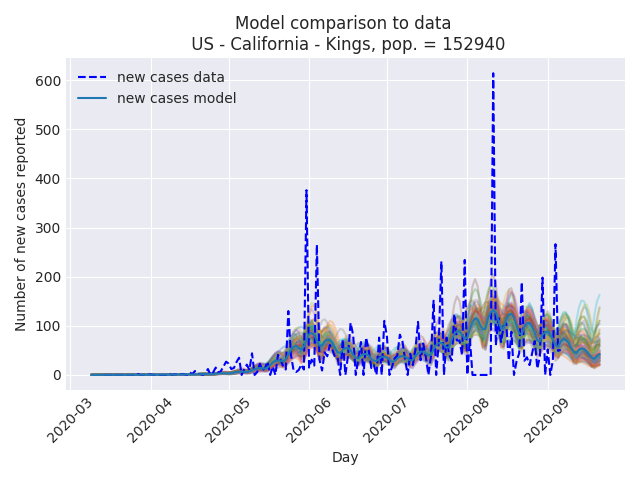 Model comparison to data
US - California - Kings, pop. = 152940
new cases data
new cases model
Number of new cases reported
600
500
400
300
200
100
0
2020-03
2020-04
2020-05
2020-06
2020-07
2020-08
2020-09
Day